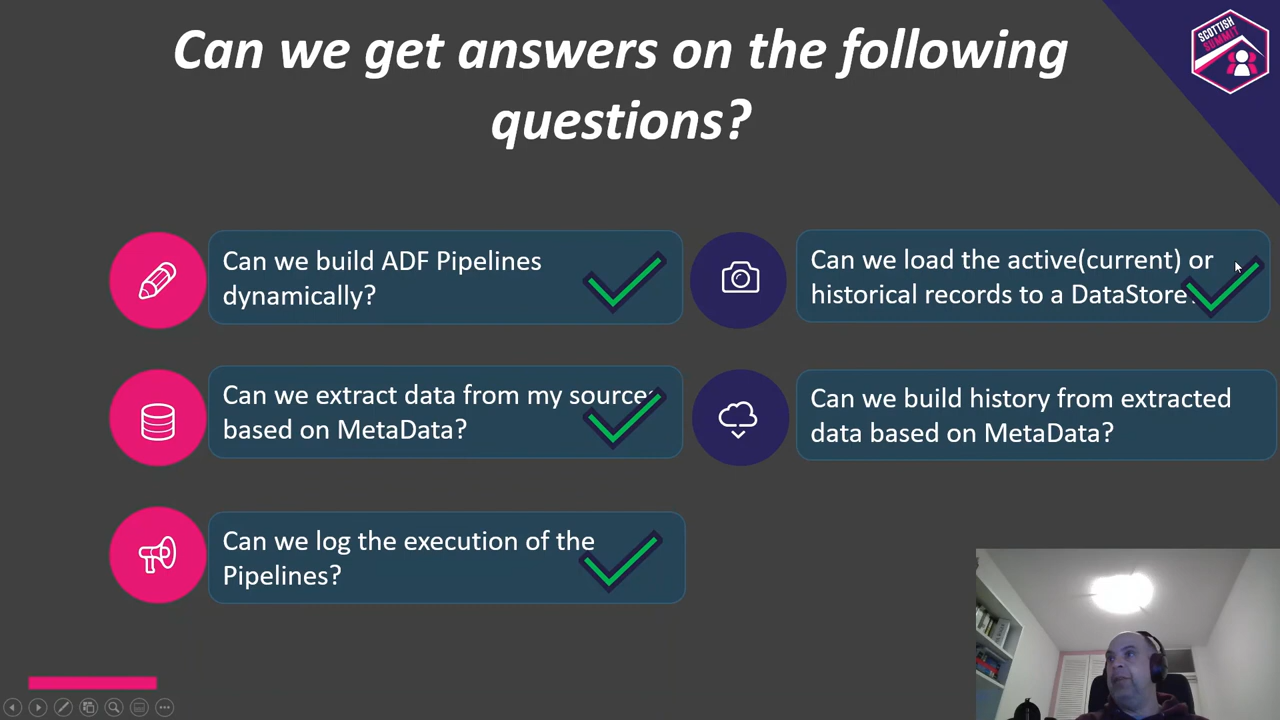 Can we get answers on the following
questions?
SCOTTISH
SUMMIT
Can we build ADF Pipelines
dynamically?
Can we load the active(current) or
historical records to a DataStore?
Can we extract data from my sources
based on MetaData?
Can we build history from extracted
data based on MetaData?
Can we log the execution of the
Pipelines?